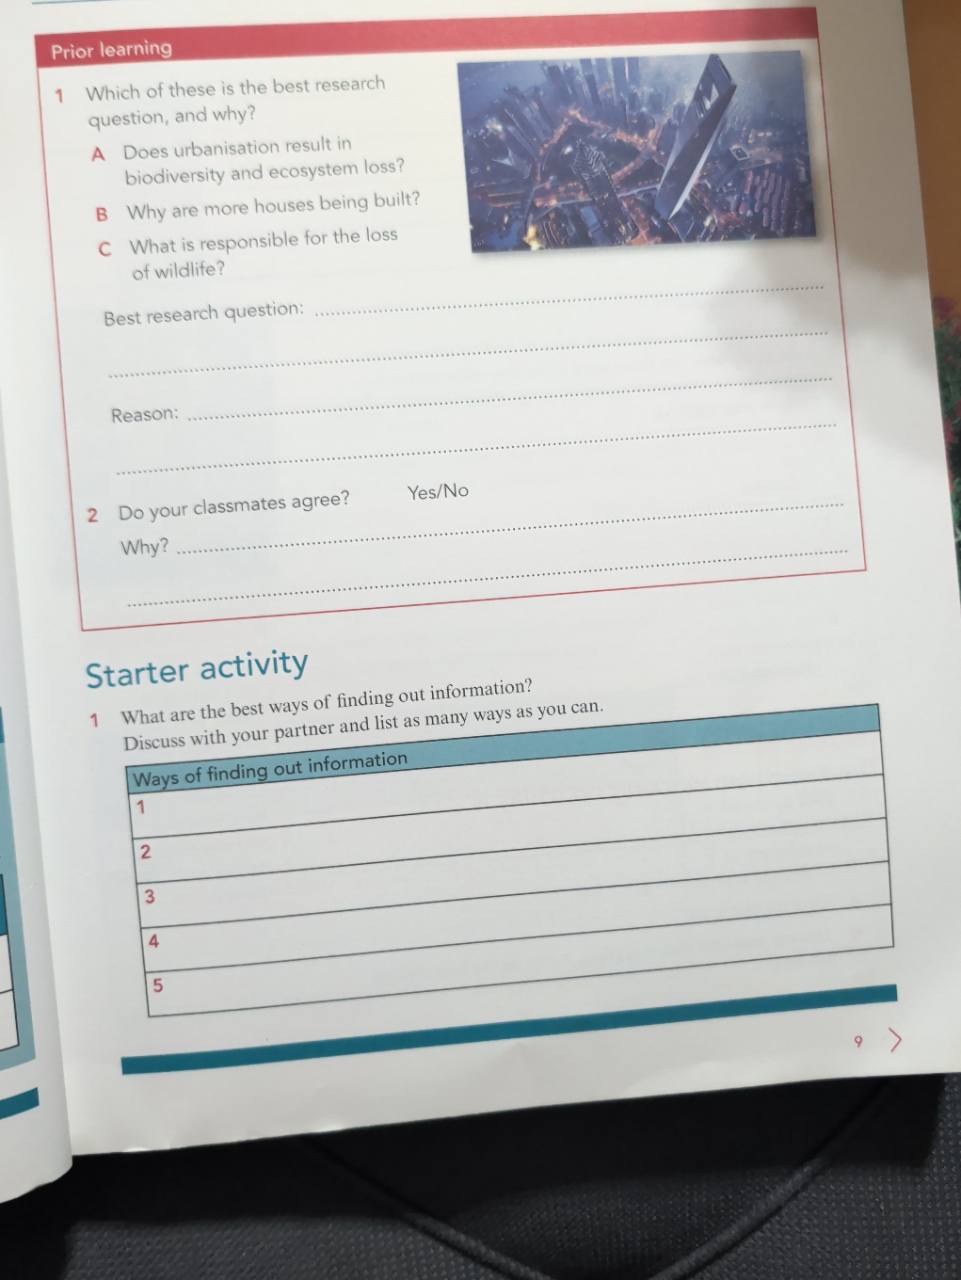 Prior learning
1 Which of these is the best research
question, and why?
A Does urbanisation result in
biodiversity and ecosystem loss?
B Why are more houses being built?
C What is responsible for the loss
of wildlife?
Best research question:
Reason:
2 Do your classmates agree? Yes/No
Why?
Starter activity
1 What are the best ways of finding out information?
Discuss with your partner and list as many ways as you can.
Ways of finding out information
1
2
3
4
5
9